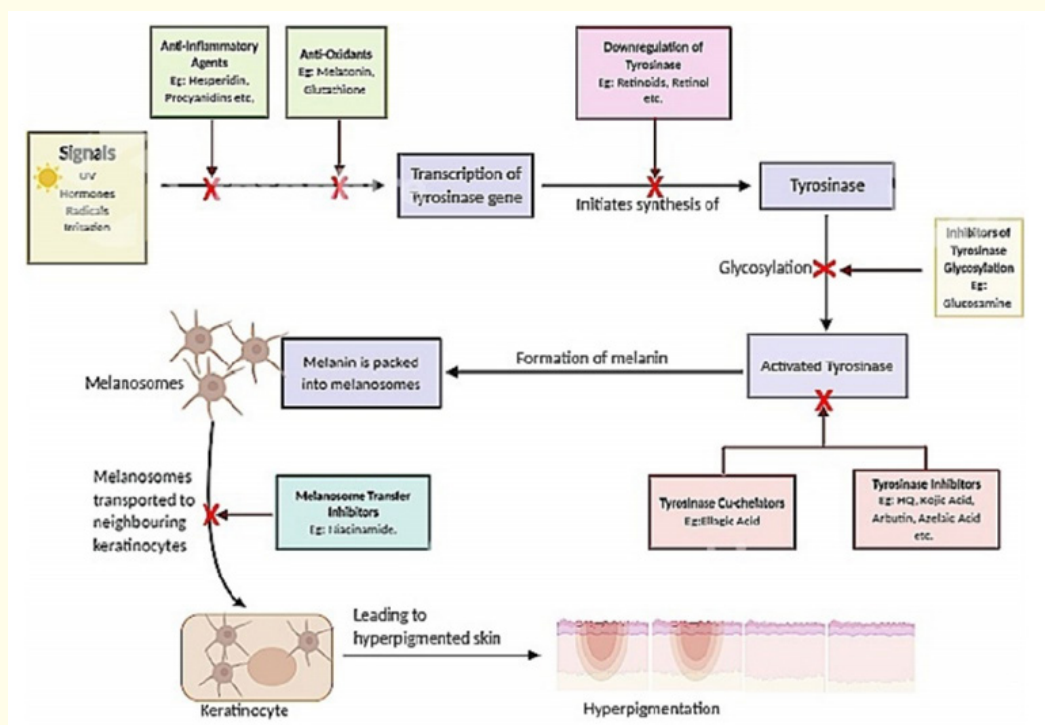 Anti-Inflammatory
Agents
Eg: Hesperidin,
Procyanidins etc.
Anti-Oxidants
Eg: Melatonin,
Glutathione
Downregulation of
Tyrosinase
Eg: Retinoids, Retinol
etc.
Signals
UV
Hormones
Radicals
Irritation
Transcription of
Tyrosinase gene
Initiates synthesis of
Tyrosinase
Glycosylation
Inhibitors of
Tyrosinase
Glycosylation
Eg:
Glucosamine
Melanosomes
Melanin is packed
into melanosomes
Formation of melanin
Activated Tyrosinase
Melanosomes
transported to
neighbouring
keratinocytes
Melanosome Transfer
Inhibitors
Eg: Niacinamide.
Tyrosinase Cu-chelators
Eg:Ellagic Acid
Tyrosinase Inhibitors
Eg: HQ, Kojic Acid,
Arbutin, Azelaic Acid
etc.
Leading to
hyperpigmented skin
Keratinocyte
Hyperpigmentation